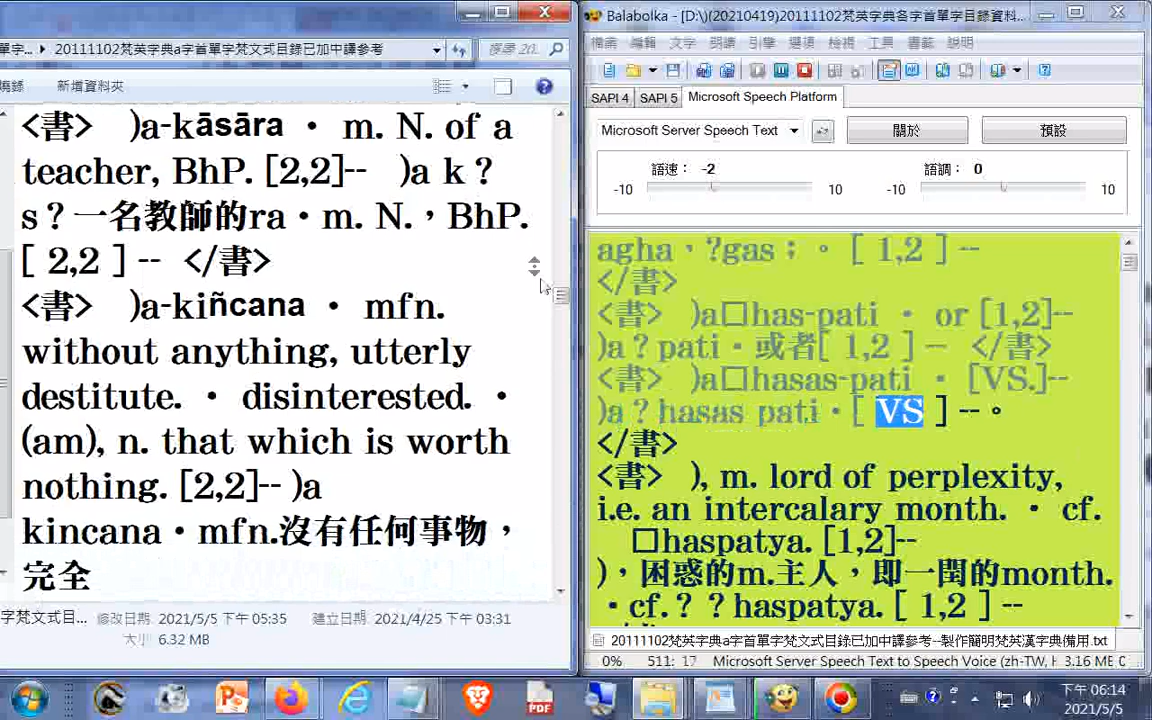 單字... ▸ 20111102梵英字典a字首單字梵文式目錄已加中譯參考
搜尋 20...
燒錄 新增資料夾
<書> )a-kāsāra · m. N. of a
teacher, BhP. [2,2]-- )a k ?
s ? 一名教師的ra · m. N.,BhP.
[ 2,2 ] -- </書>
<書> )a-kiñcana · mfn.
without anything, utterly
destitute. · disinterested. ·
(am), n. that which is worth
nothing. [2,2]-- )a
kincana · mfn.沒有任何事物,
完全
字梵文式目... 修改日期: 2021/5/5 下午 05:35 建立日期: 2021/4/25 下午 03:31
大小: 6.32 MB
Balabolka - [D:\)(20210419)20111102梵英字典各字首單字目錄資料...
檔案 編輯 文字 朗讀 引擎 選項 檢視 工具 書籤 說明
SAPI 4 SAPI 5 Microsoft Speech Platform
Microsoft Server Speech Text 關於 預設
語速: -2 語調: 0
-10 10 -10 10
agha,?gas;。[ 1,2 ] --
</書>
<書> )a□has-pati · or [1,2]--
)a ? pati · 或者[ 1,2 ] -- </書>
<書> )a□hasas-pati · [VS.]--
)a ? hasas pati · [ VS ] --。
</書>
<書> ), m. lord of perplexity,
i.e. an intercalary month. · cf.
□haspatya. [1,2]--
),困惑的m.主人,即一閏的month.
· cf. ? ? haspatya. [ 1,2 ] --
20111102梵英字典a字首單字梵文式目錄已加中譯參考--製作簡明梵英漢字典備用.txt
0% 511: 17 Microsoft Server Speech Text to Speech Voice (zh-TW, H 3.16 MB
下午 06:14
2021/5/5